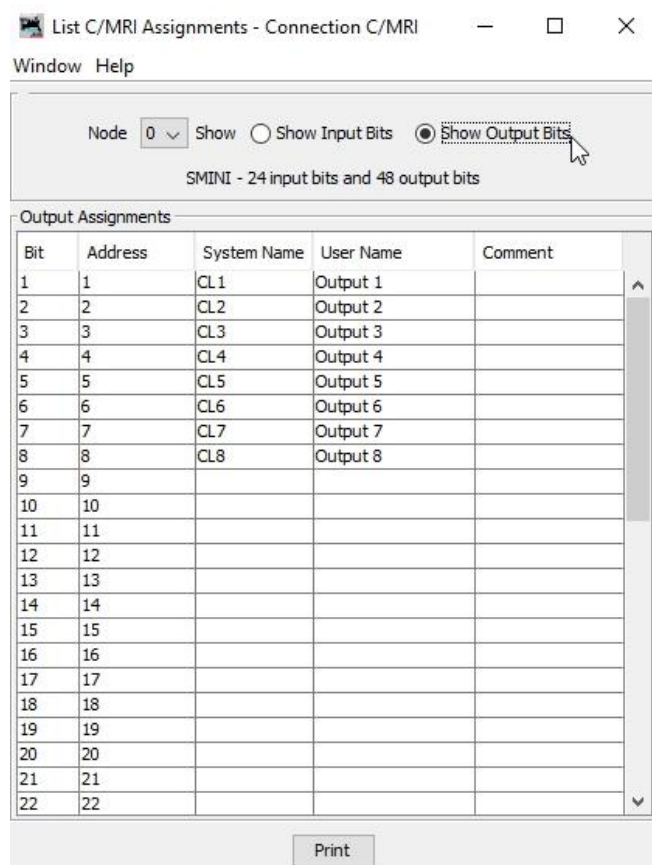 List C/MRI Assignments - Connection C/MRI
Window Help
Node 0 Show Show Input Bits Show Output Bits
SMINI - 24 input bits and 48 output bits
Output Assignments
Bit Address System Name User Name Comment
1 1 CL1 Output 1
2 2 CL2 Output 2
3 3 CL3 Output 3
4 4 CL4 Output 4
5 5 CL5 Output 5
6 6 CL6 Output 6
7 7 CL7 Output 7
8 8 CL8 Output 8
9 9
10 10
11 11
12 12
13 13
14 14
15 15
16 16
17 17
18 18
19 19
20 20
21 21
22 22
Print